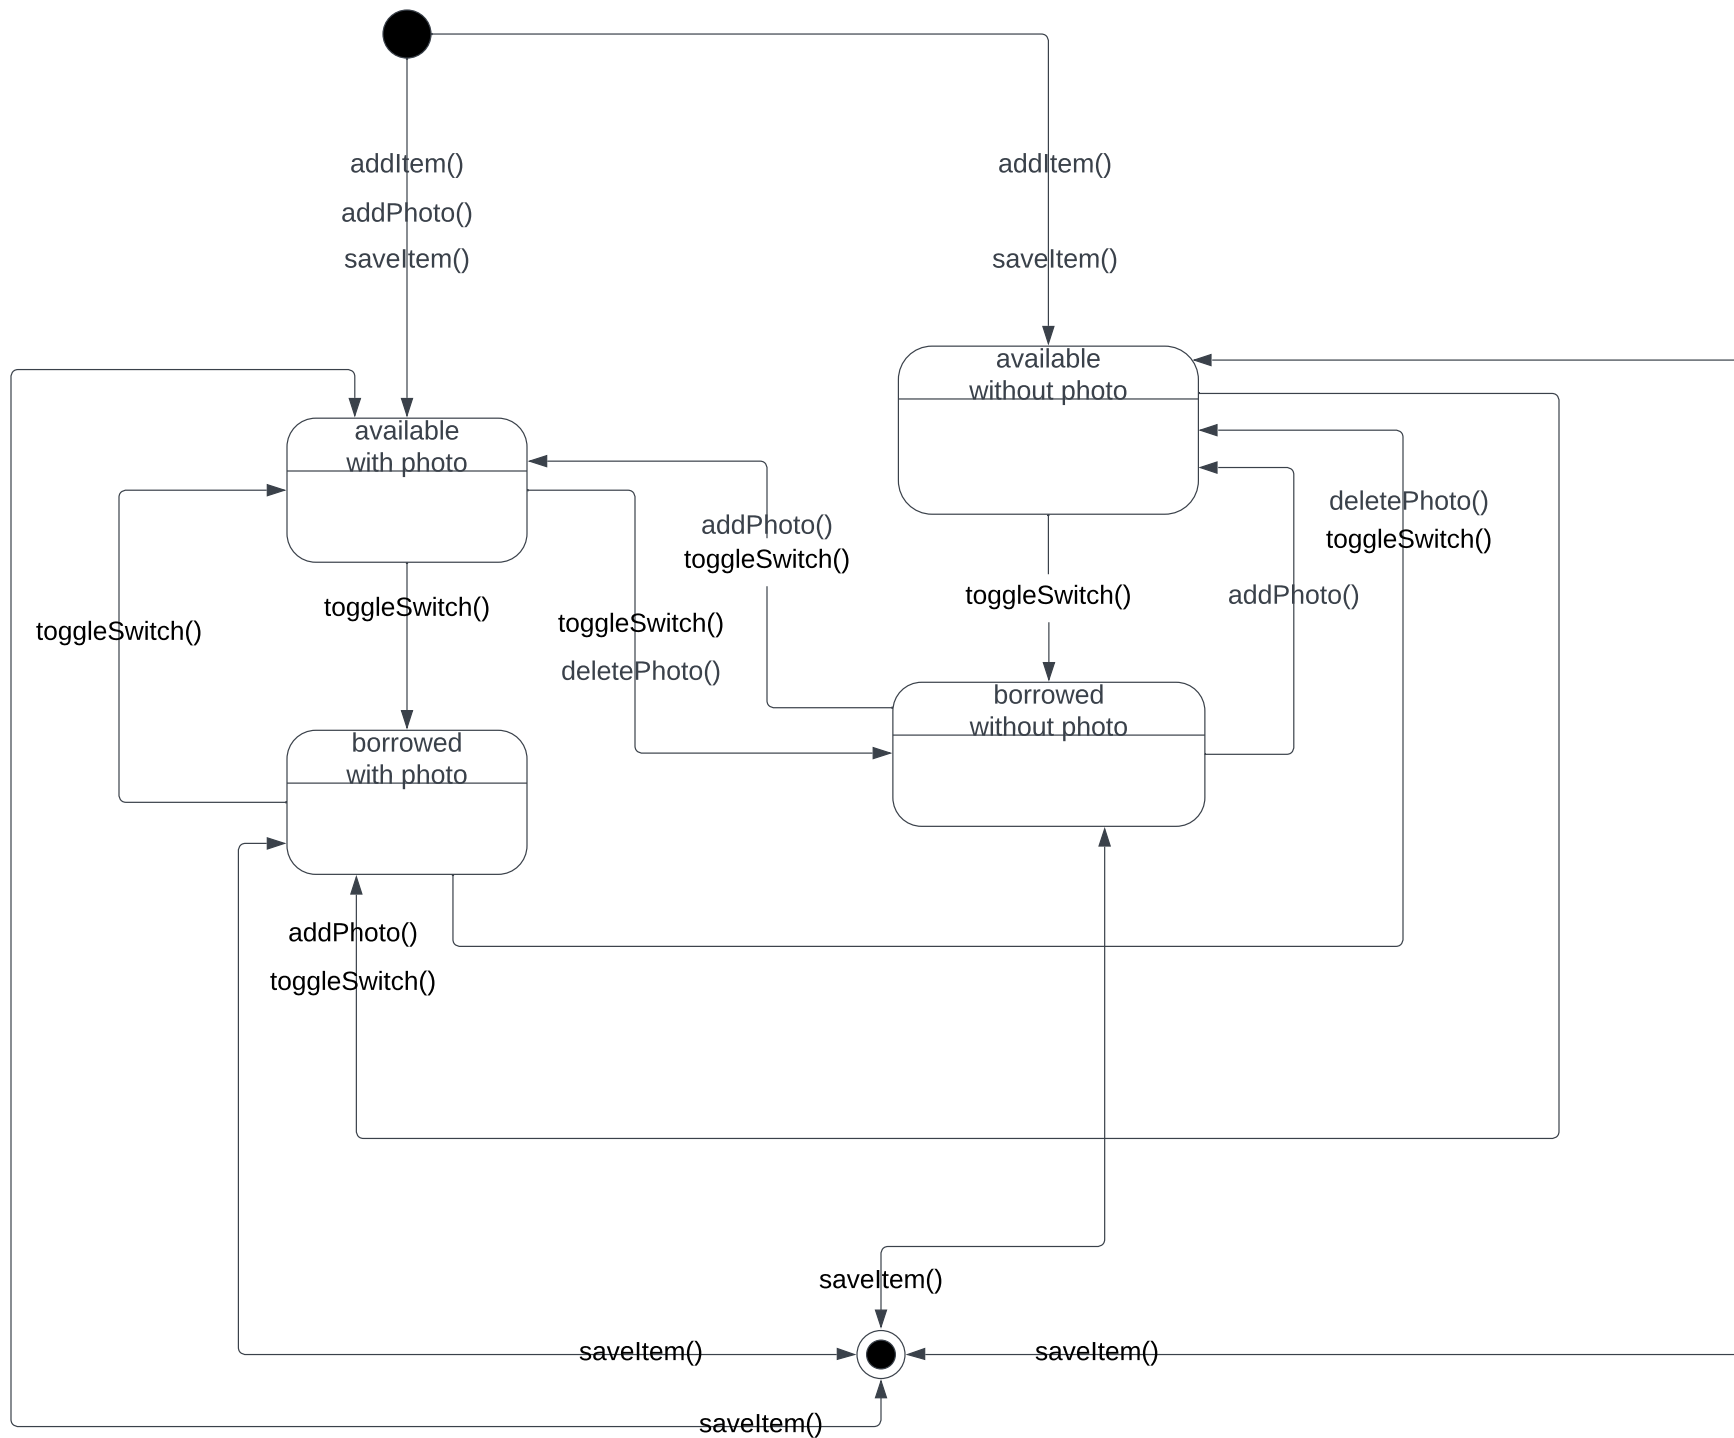 addItem()
addPhoto()
saveItem()
addItem()
saveItem()
available
without photo
available
with photo
addPhoto()
toggleSwitch()
deletePhoto()
toggleSwitch()
toggleSwitch()
toggleSwitch()
toggleSwitch()
deletePhoto()
toggleSwitch()
addPhoto()
borrowed
without photo
borrowed
with photo
addPhoto()
toggleSwitch()
saveItem()
saveItem()
saveItem()
saveItem()